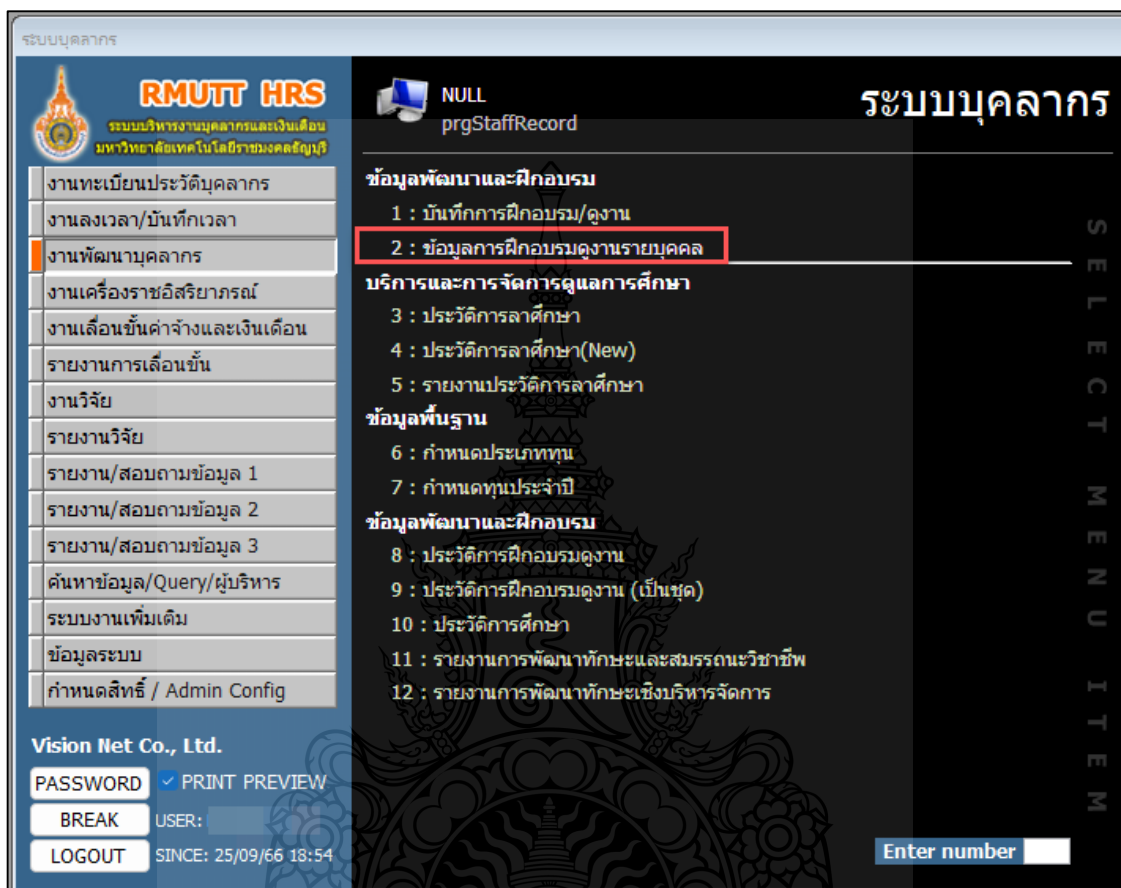 ระบบบุคลากร
RMUTT HRS
ระบบบริหารงานบุคลากรและเงินเดือน
มหาวิทยาลัยเทคโนโลยีราชมงคลธัญบุรี
NULL
prgStaffRecord
ระบบบุคลากร
งานทะเบียนประวัติบุคลากร
งานลงเวลา/บันทึกเวลา
งานพัฒนาบุคลากร
งานเครื่องราชอิสริยาภรณ์
งานเลื่อนขั้นค่าจ้างและเงินเดือน
รายงานการเลื่อนขั้น
งานวิจัย
รายงานวิจัย
รายงาน/สอบถามข้อมูล 1
รายงาน/สอบถามข้อมูล 2
รายงาน/สอบถามข้อมูล 3
ค้นหาข้อมูล/Query/ผู้บริหาร
ระบบงานเพิ่มเติม
ข้อมูลระบบ
กำหนดสิทธิ์ / Admin Config
Vision Net Co., Ltd.
PASSWORD
PRINT PREVIEW
BREAK
USER:
LOGOUT
SINCE: 25/09/66 18:54
ข้อมูลพัฒนาและฝึกอบรม
1 : บันทึกการฝึกอบรม/ดูงาน
2 : ข้อมูลการฝึกอบรมดูงานรายบุคคล
บริการและการจัดการดูแลการศึกษา
3 : ประวัติการลาศึกษา
4 : ประวัติการลาศึกษา(New)
5 : รายงานประวัติการลาศึกษา
ข้อมูลพื้นฐาน
6 : กำหนดประเภททุน
7 : กำหนดทุนประจำปี
ข้อมูลพัฒนาและฝึกอบรม
8 : ประวัติการฝึกอบรมดูงาน
9 : ประวัติการฝึกอบรมดูงาน (เป็นชุด)
10 : ประวัติการศึกษา
11 : รายงานการพัฒนาทักษะและสมรรถนะวิชาชีพ
12 : รายงานการพัฒนาทักษะเชิงบริหารจัดการ
SELECT MENU ITEM
Enter number